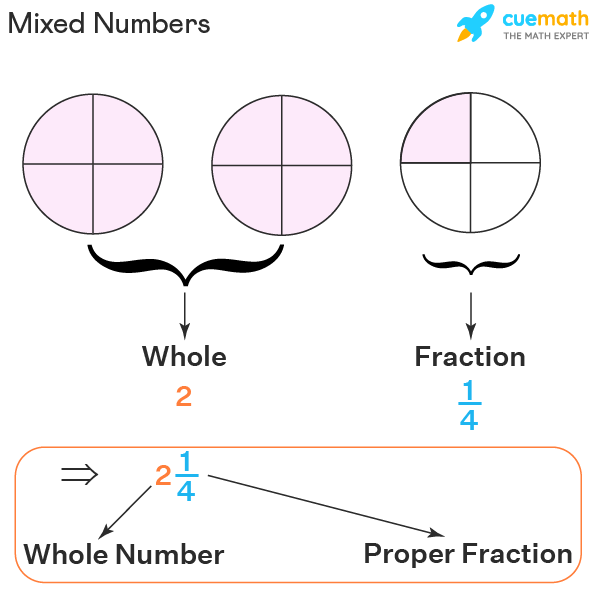 Mixed Numbers
cuemath
THE MATH EXPERT
Whole
2
Fraction
1
4
⇒ 2 1/4
Whole Number
Proper Fraction